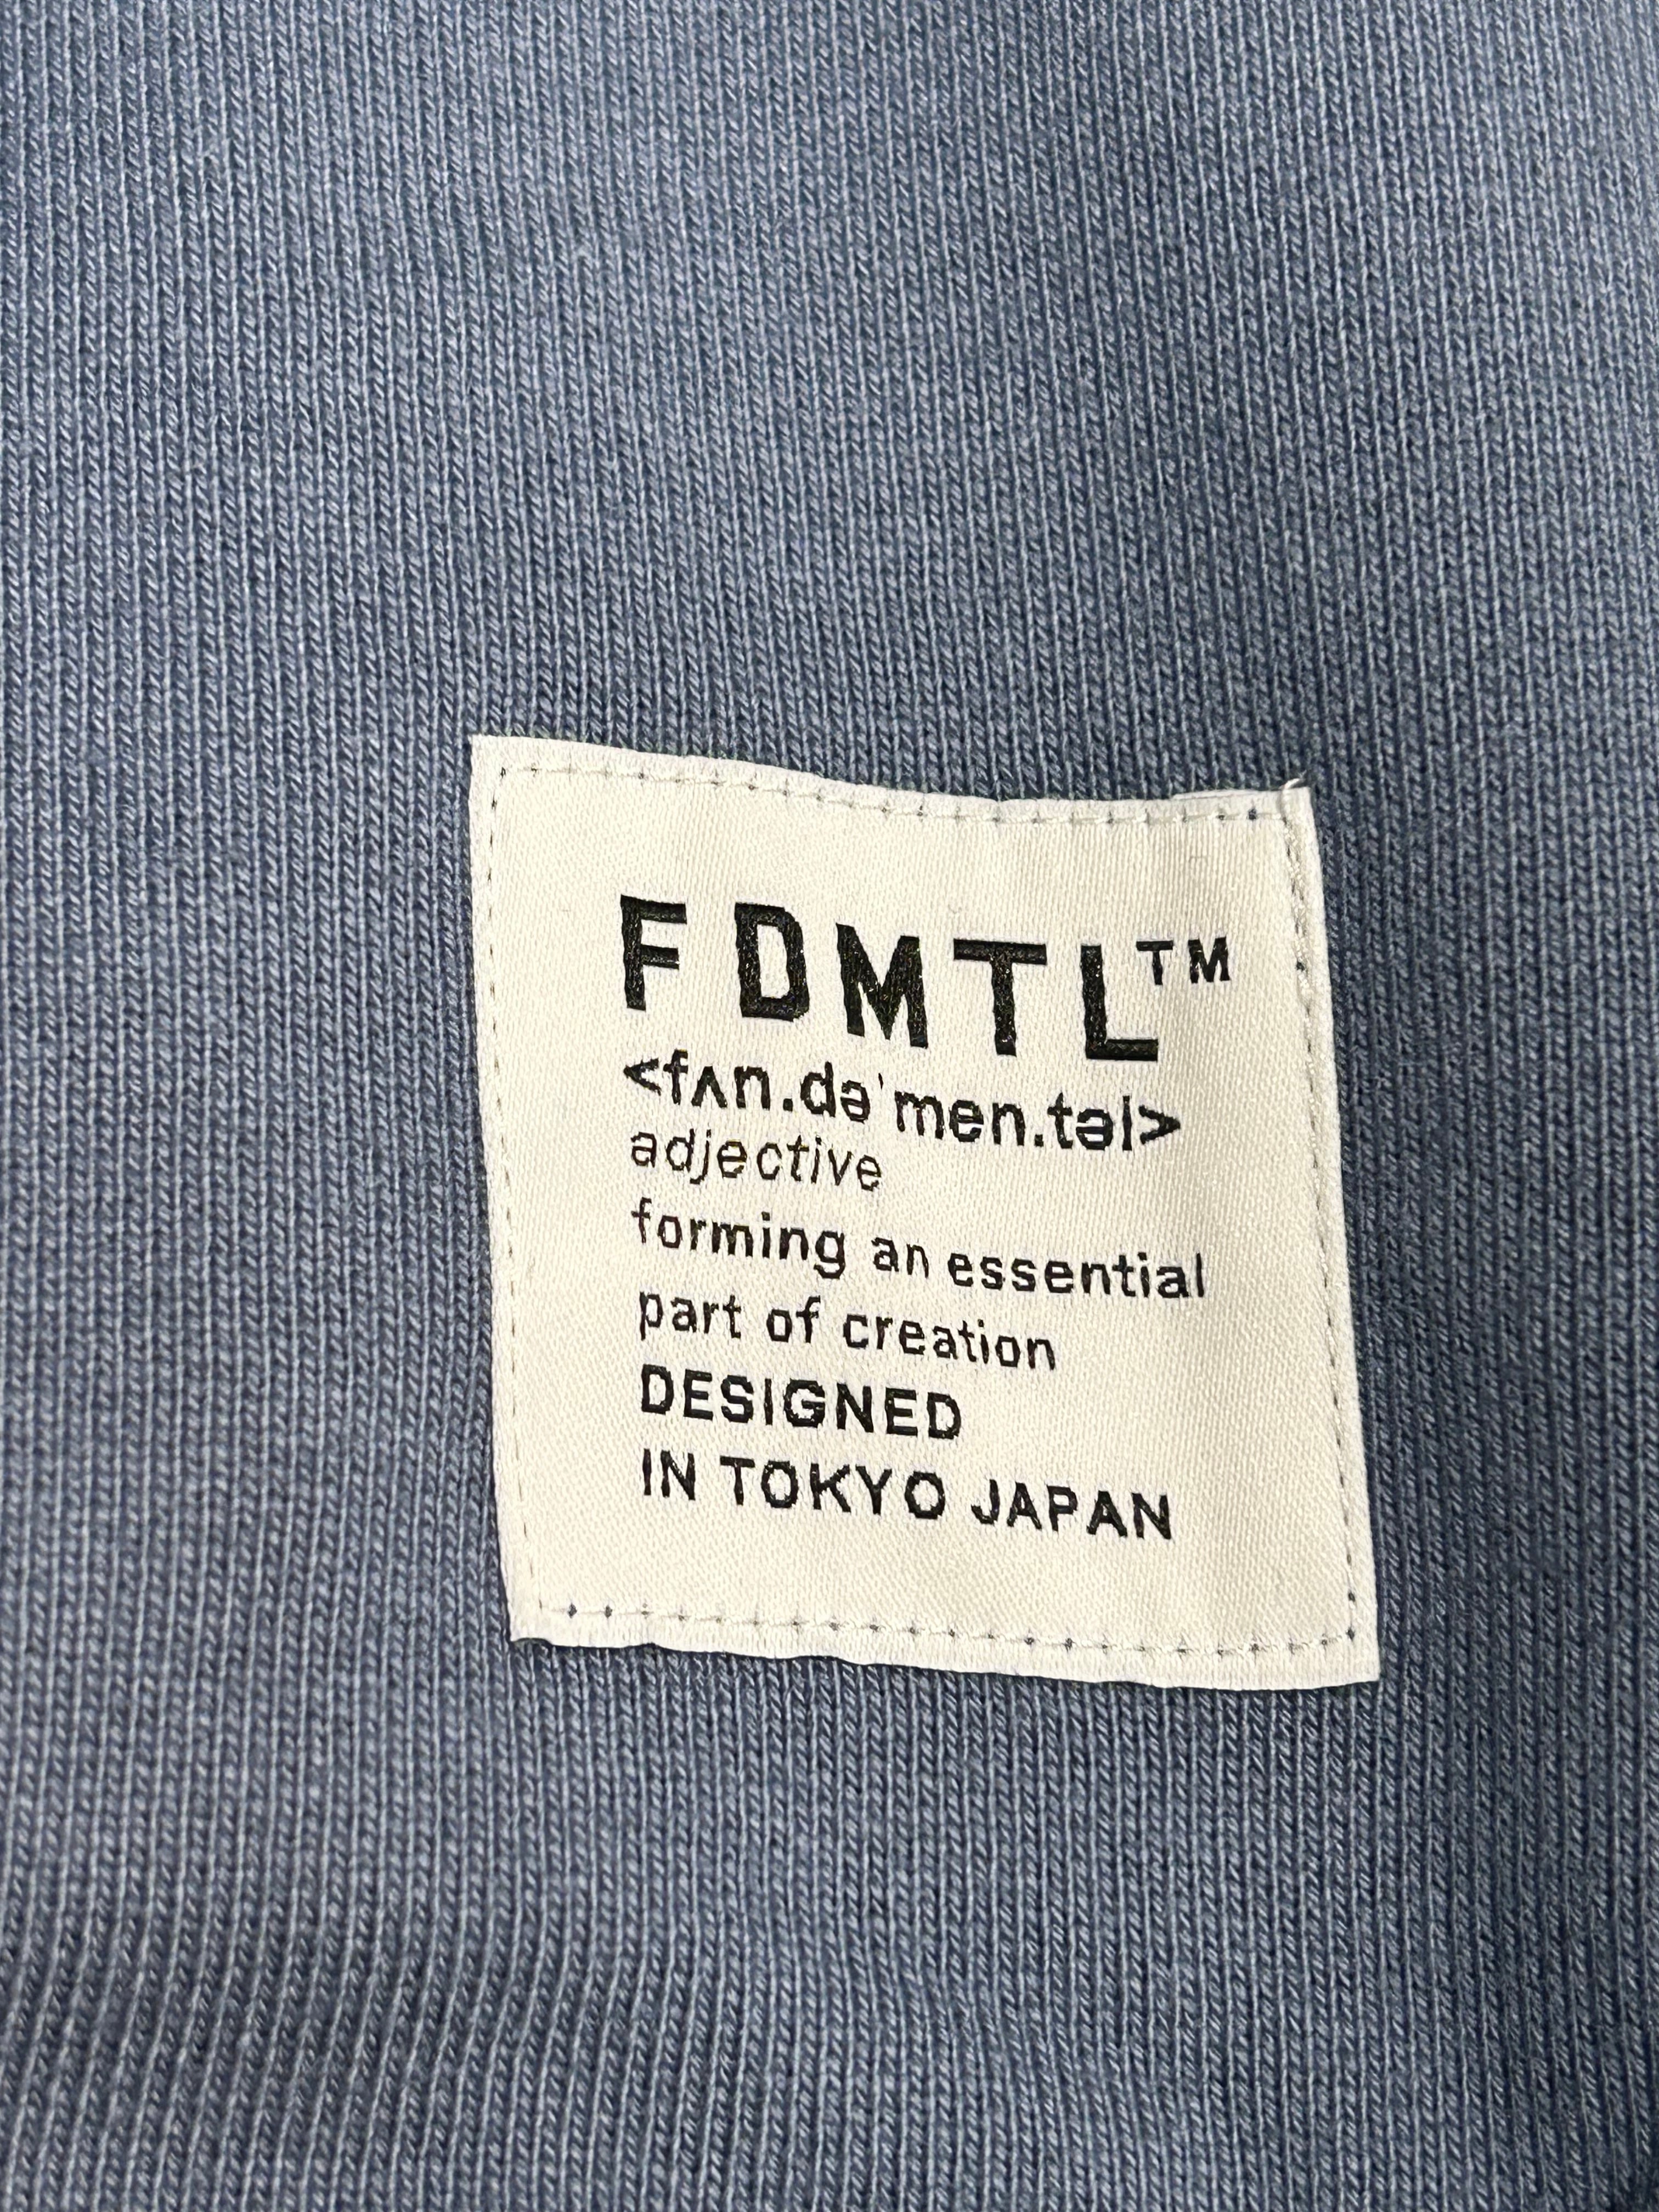 FDMTL™
<fʌn.dəˈmen.təl>
adjective
forming an essential
part of creation
DESIGNED
IN TOKYO JAPAN